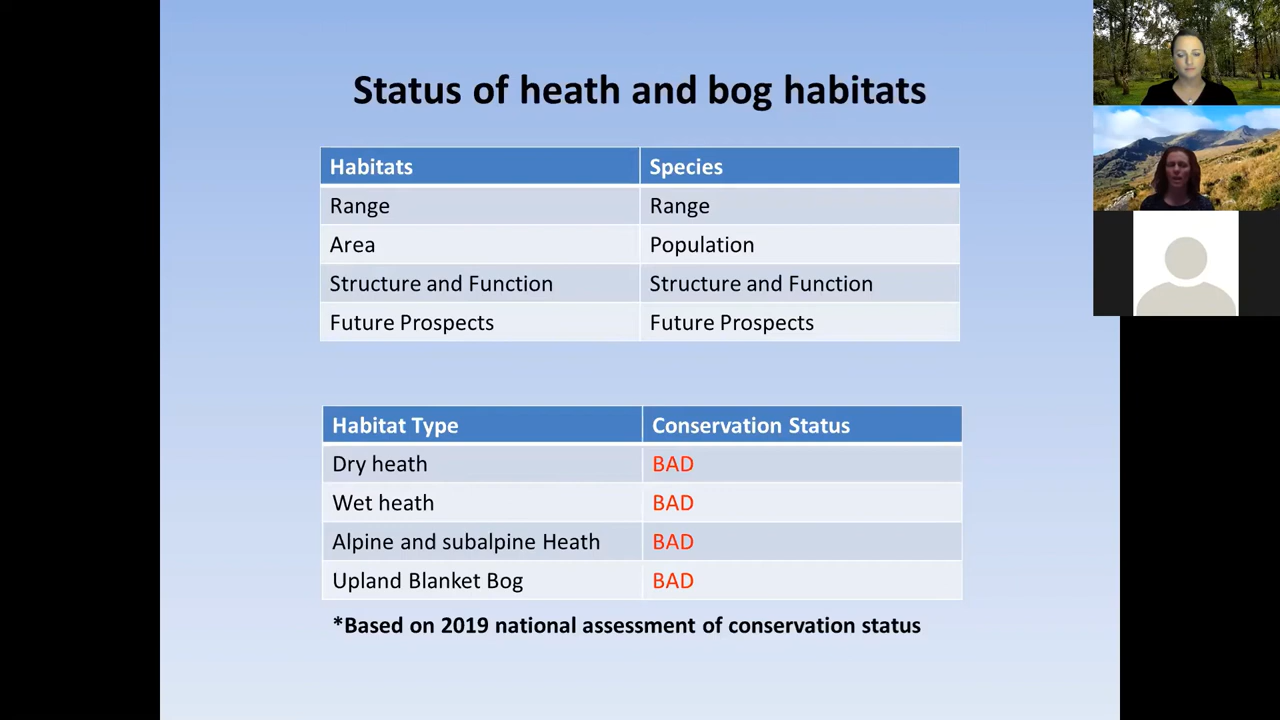 Status of heath and bog habitats
Habitats Species
Range Range
Area Population
Structure and Function Structure and Function
Future Prospects Future Prospects
Habitat Type Conservation Status
Dry heath BAD
Wet heath BAD
Alpine and subalpine Heath BAD
Upland Blanket Bog BAD
*Based on 2019 national assessment of conservation status